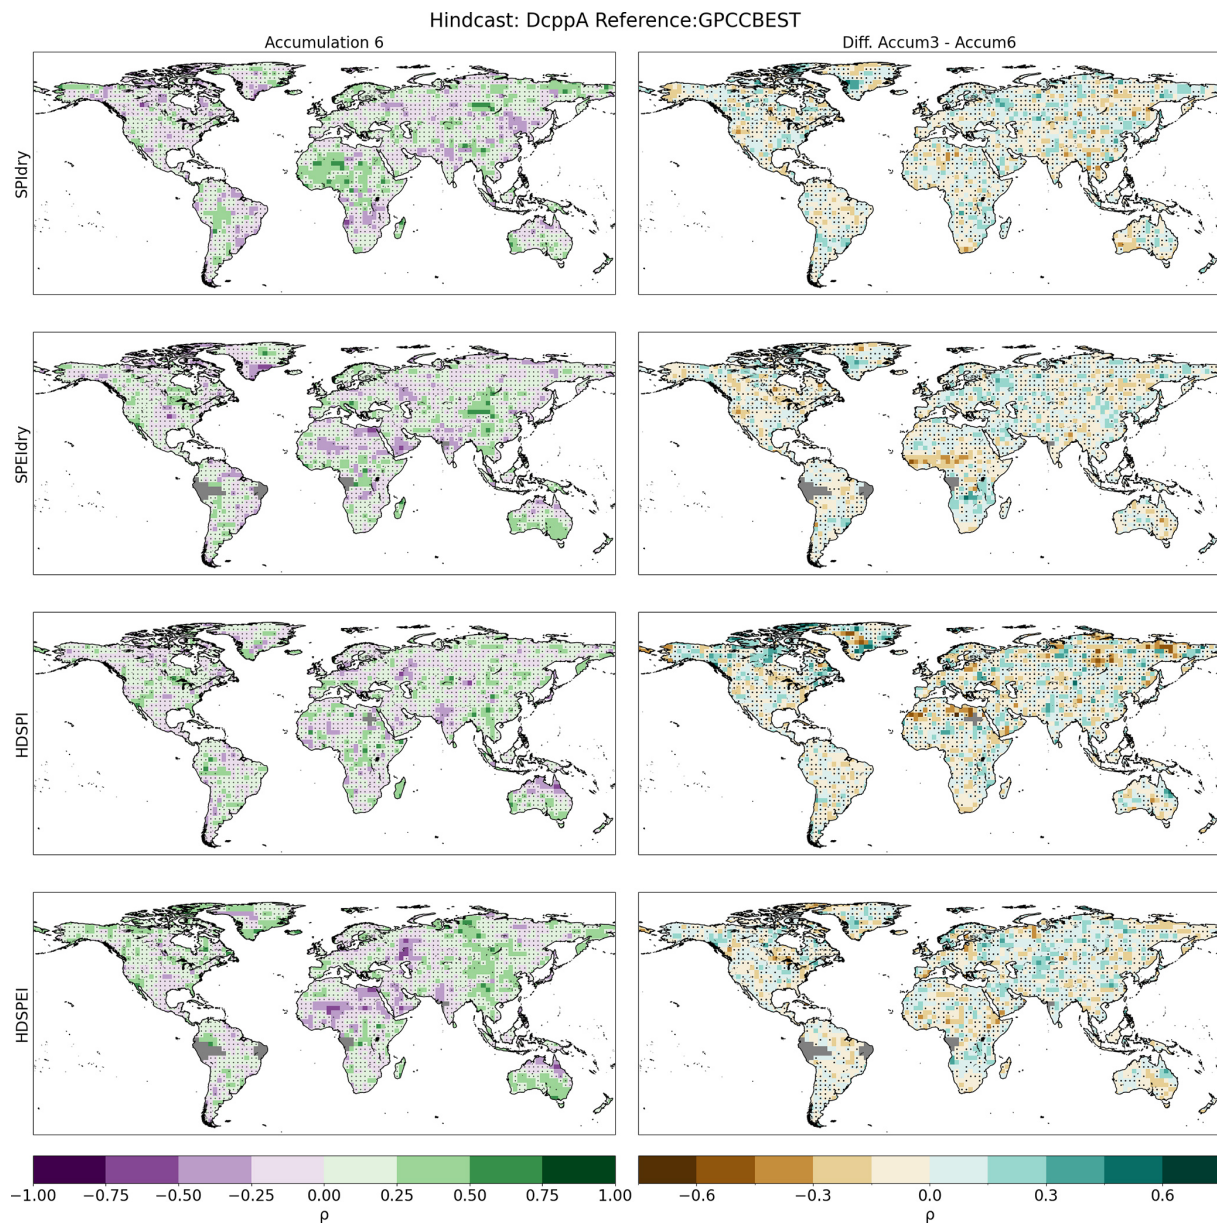 Hindcast: DcppA Reference:GPCCBEST
Accumulation 6
Diff. Accum3 - Accum6
SPIdry
SPEIdry
HDSPI
HDSPEI
−1.00 −0.75 −0.50 −0.25 0.00 0.25 0.50 0.75 1.00
ρ
−0.6 −0.3 0.0 0.3 0.6
ρ